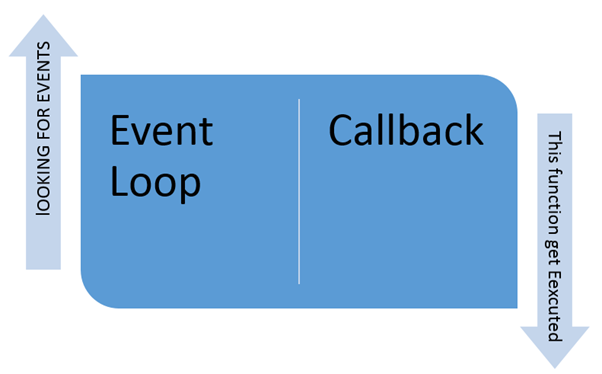 lOOKING FOR EVENTS
Event
Loop
Callback
This function get Eexcuted